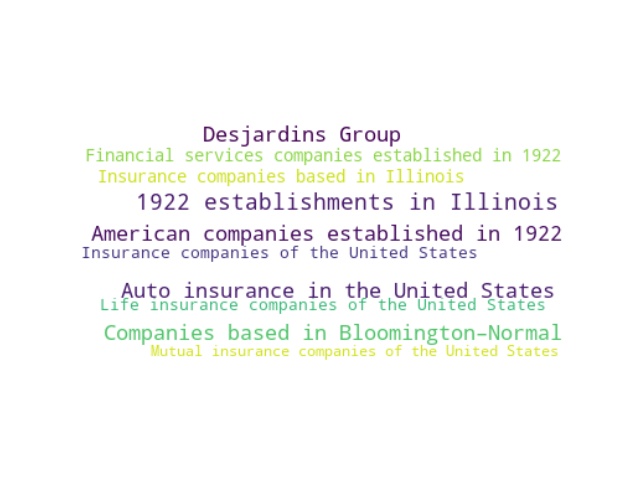 Desjardins Group
Financial services companies established in 1922
Insurance companies based in Illinois
1922 establishments in Illinois
American companies established in 1922
Insurance companies of the United States
Auto insurance in the United States
Life insurance companies of the United States
Companies based in Bloomington–Normal
Mutual insurance companies of the United States